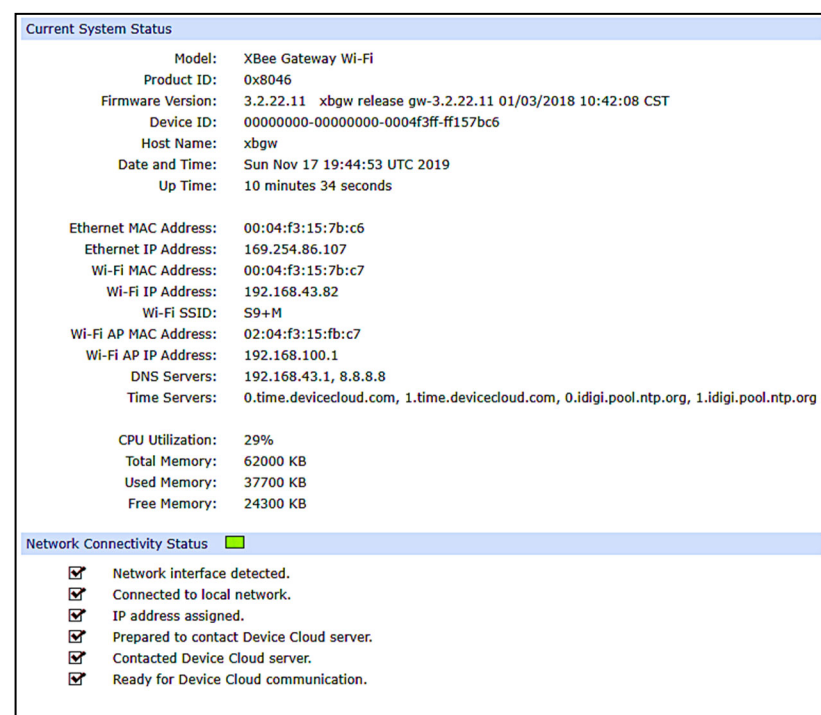 Current System Status
Model: XBee Gateway Wi-Fi
Product ID: 0x8046
Firmware Version: 3.2.22.11 xbgw release gw-3.2.22.11 01/03/2018 10:42:08 CST
Device ID: 00000000-00000000-0004f3ff-ff157bc6
Host Name: xbgw
Date and Time: Sun Nov 17 19:44:53 UTC 2019
Up Time: 10 minutes 34 seconds
Ethernet MAC Address: 00:04:f3:15:7b:c6
Ethernet IP Address: 169.254.86.107
Wi-Fi MAC Address: 00:04:f3:15:7b:c7
Wi-Fi IP Address: 192.168.43.82
Wi-Fi SSID: S9+M
Wi-Fi AP MAC Address: 02:04:f3:15:fb:c7
Wi-Fi AP IP Address: 192.168.100.1
DNS Servers: 192.168.43.1, 8.8.8.8
Time Servers: 0.time.devicecloud.com, 1.time.devicecloud.com, 0.idigi.pool.ntp.org, 1.idigi.pool.ntp.org
CPU Utilization: 29%
Total Memory: 62000 KB
Used Memory: 37700 KB
Free Memory: 24300 KB
Network Connectivity Status
Network interface detected.
Connected to local network.
IP address assigned.
Prepared to contact Device Cloud server.
Contacted Device Cloud server.
Ready for Device Cloud communication.